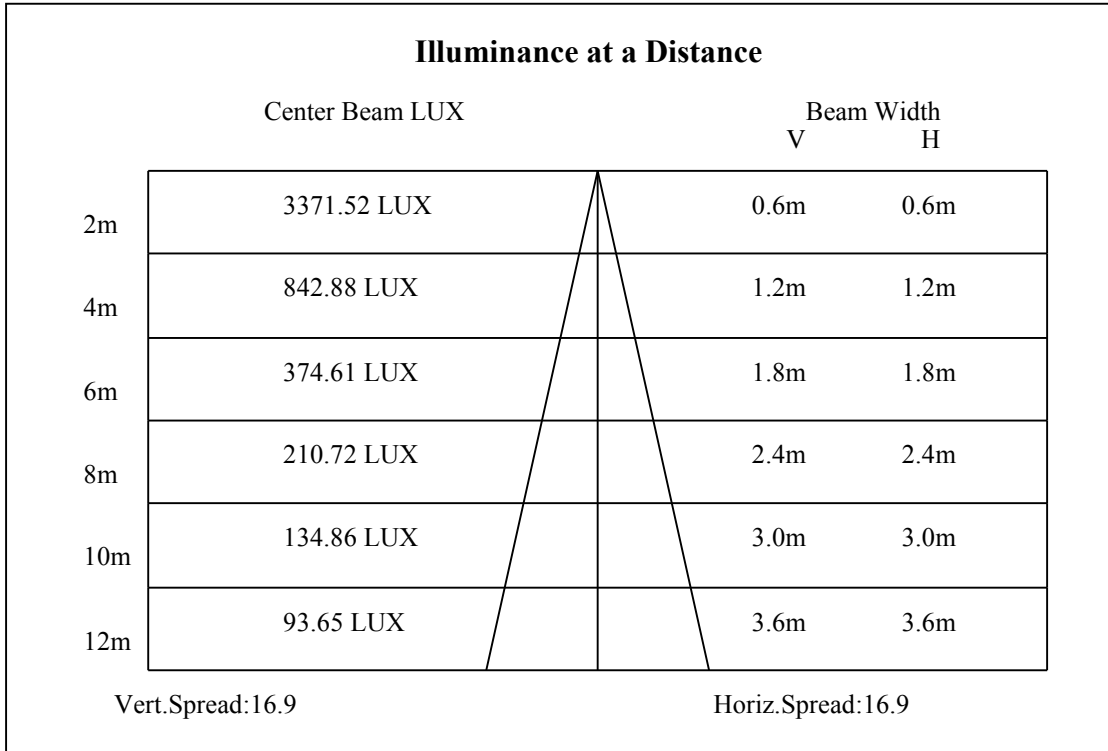 Illuminance at a Distance
Center Beam LUX Beam Width
V H
2m 3371.52 LUX 0.6m 0.6m
4m 842.88 LUX 1.2m 1.2m
6m 374.61 LUX 1.8m 1.8m
8m 210.72 LUX 2.4m 2.4m
10m 134.86 LUX 3.0m 3.0m
12m 93.65 LUX 3.6m 3.6m
Vert.Spread:16.9 Horiz.Spread:16.9